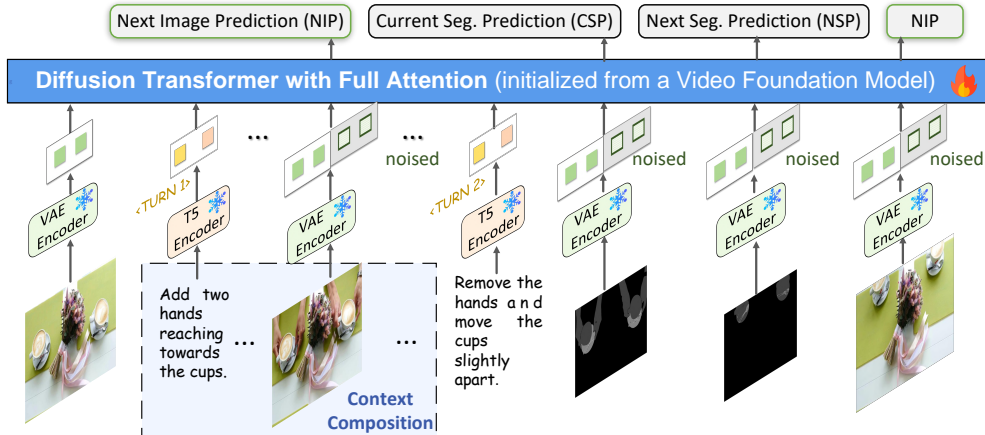 Next Image Prediction (NIP)
Current Seg. Prediction (CSP)
Next Seg. Prediction (NSP)
NIP
Diffusion Transformer with Full Attention (initialized from a Video Foundation Model)
...
...
noised
noised
noised
noised
<TURN 1>
<TURN 2>
VAE
Encoder
T5
Encoder
VAE
Encoder
T5
Encoder
VAE
Encoder
VAE
Encoder
VAE
Encoder
Add two
hands
reaching
towards
the cups.
...
...
Remove the
hands and
move the
cups
slightly
apart.
Context
Composition